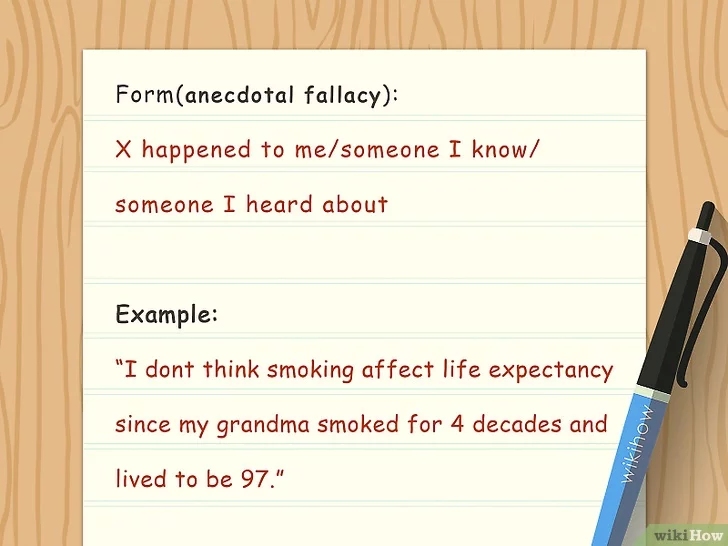 Form(anecdotal fallacy):
X happened to me/someone I know/
someone I heard about
Example:
“I dont think smoking affect life expectancy
since my grandma smoked for 4 decades and
lived to be 97.”
wikihow
wikiHow